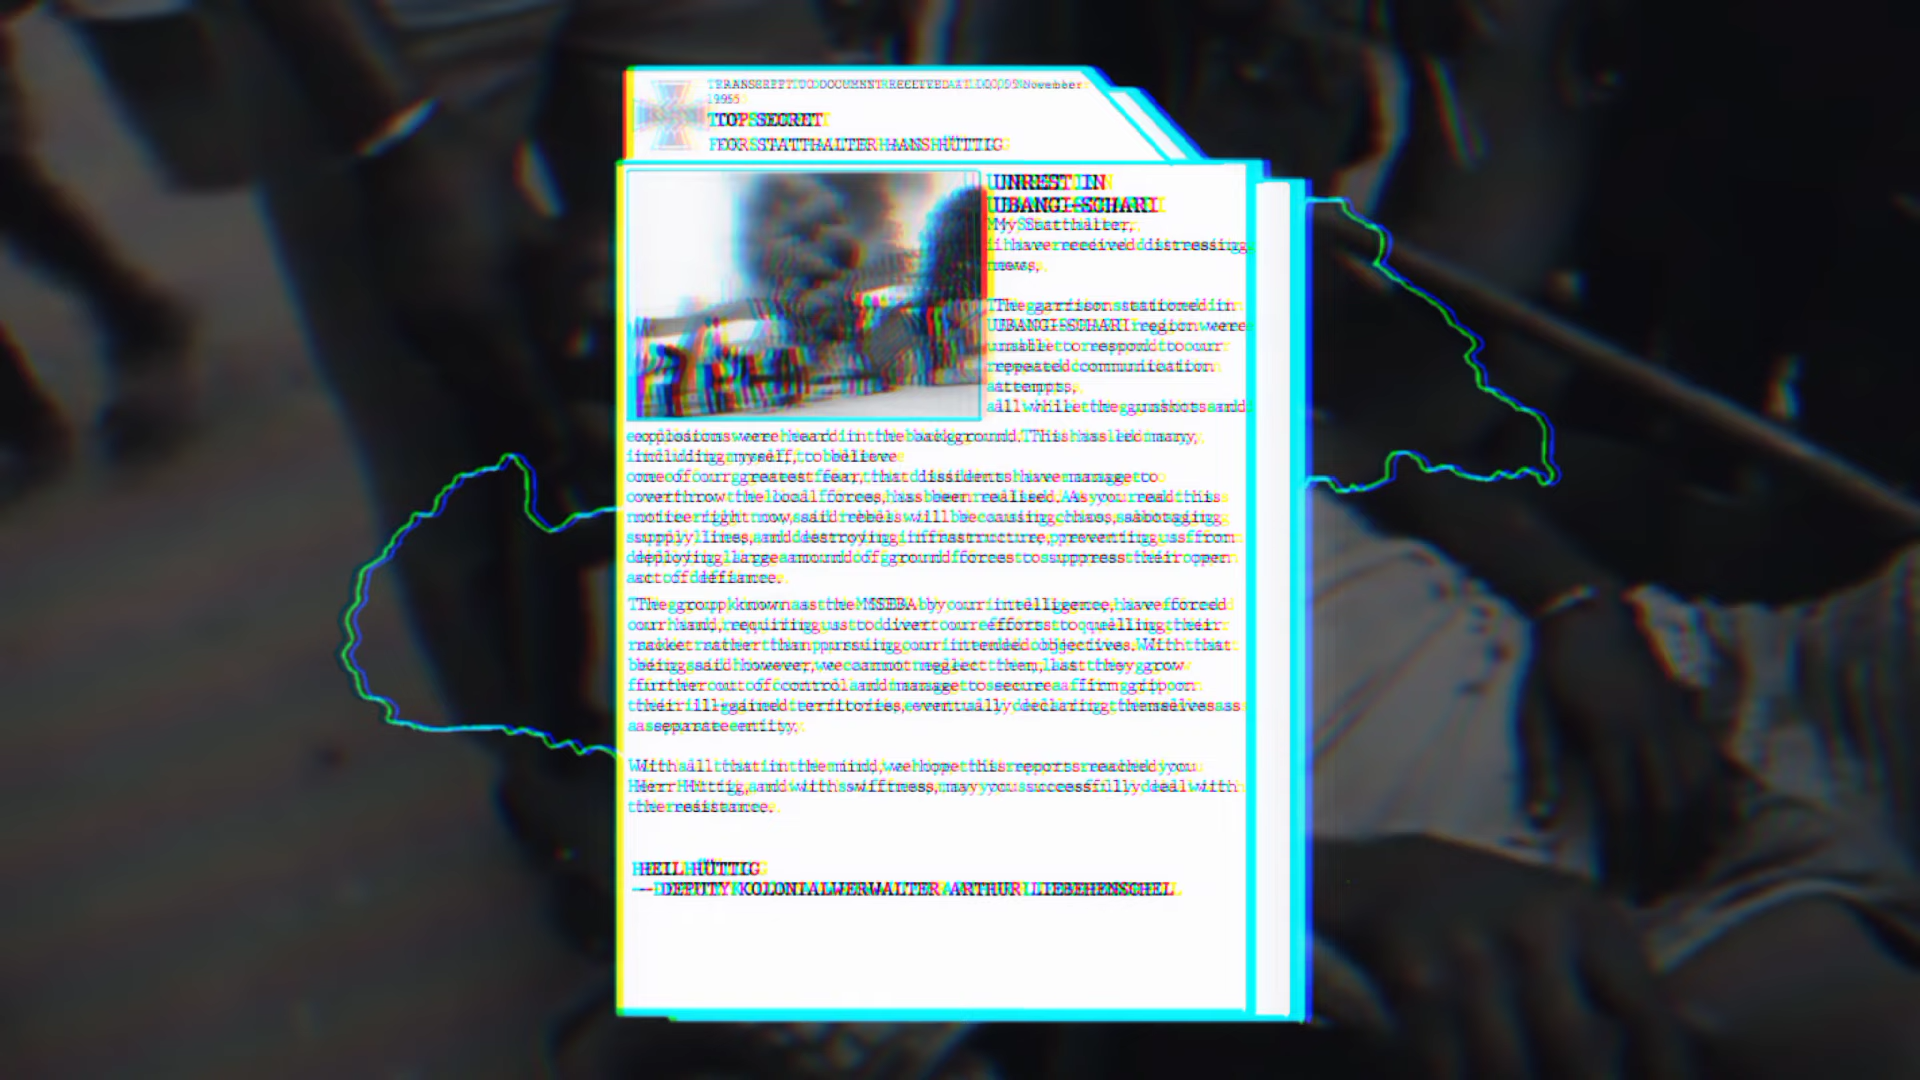 TRANSCRIPT TO DOCUMENT RECEIVED AT 1000, 05 November
1955
TOP SECRET
FOR STATTHALTER HANS HÜTTIG
UNREST IN
UBANGI-SCHARI
My Statthalter,
i have received distressing
news,
The garrison stationed in
UBANGI-SCHARI region were
unable to respond to our
repeated communication
attempts,
all while the gunshots and
explosions were heard in the background. This has led many,
including myself, to believe
one of our greatest fear, that dissidents have manage to
overthrow the local forces, has been realised. As you read this
notice right now, said rebels will be causing chaos, sabotaging
supply lines, and destroying infrastructure, preventing us from
deploying large amound of ground forces to suppress their open
act of defiance.
The group known as the MSEBA by our intelligence, have forced
our hand, requiring us to divert our efforts to quelling their
racket rather than pursuing our intended objectives. With that
being said however, we cannot neglect them, last they grow
further out of control and manage to secure a firm grip on
their ill-gained territories, eventually declaring themselves as
a separate entity.
With all that in the mind, we hope this reports reached you
Herr Hüttig, and with swiftness, may you successfully deal with
the resistance.
HEIL HÜTTIG
-- DEPUTY KOLONIALVERWALTER ARTHUR LIEBEHENSCHEL